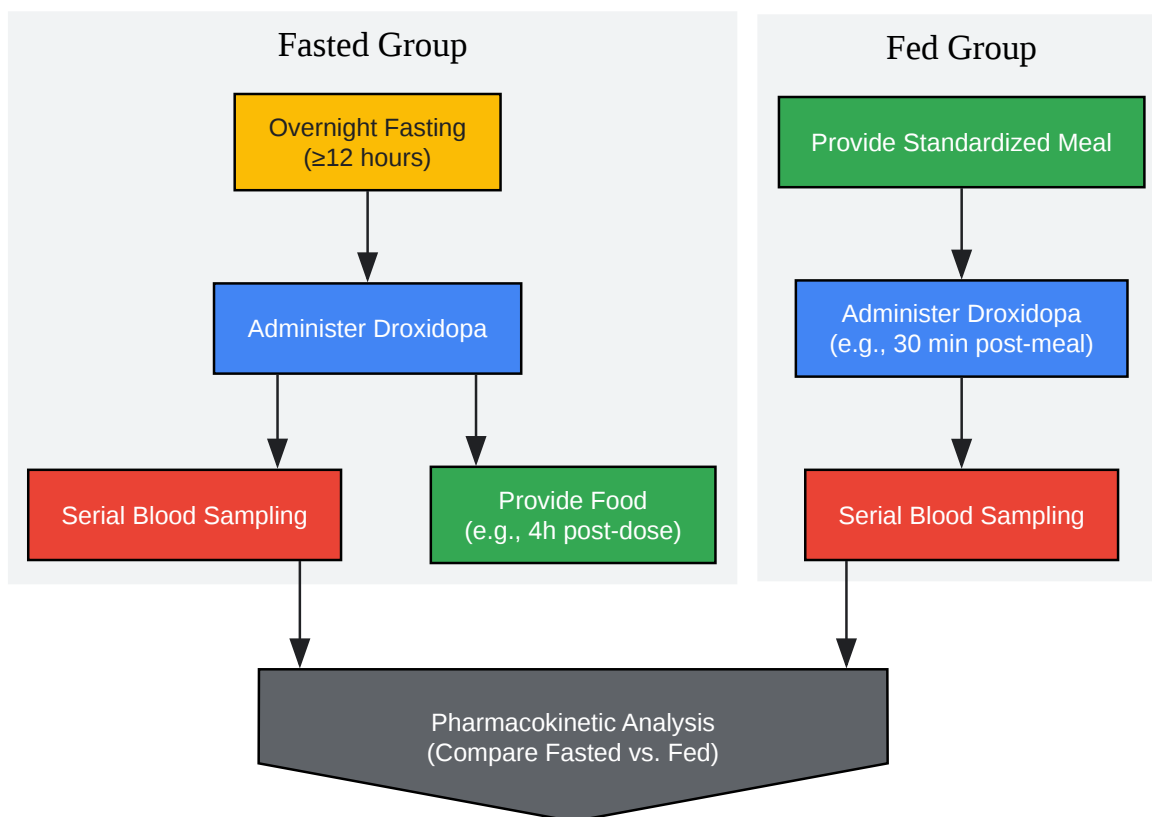 Fasted Group
Overnight Fasting
(≥12 hours)
Administer Droxidopa
Serial Blood Sampling
Provide Food
(e.g., 4h post-dose)
Fed Group
Provide Standardized Meal
Administer Droxidopa
(e.g., 30 min post-meal)
Serial Blood Sampling
Pharmacokinetic Analysis
(Compare Fasted vs. Fed)